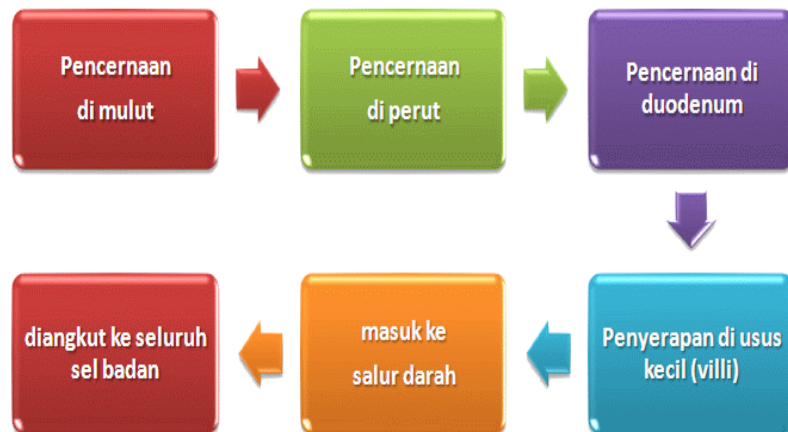 Pencernaan
di mulut
Pencernaan
di perut
Pencernaan di
duodenum
Penyerapan di usus
kecil (villi)
masuk ke
salur darah
diangkut ke seluruh
sel badan